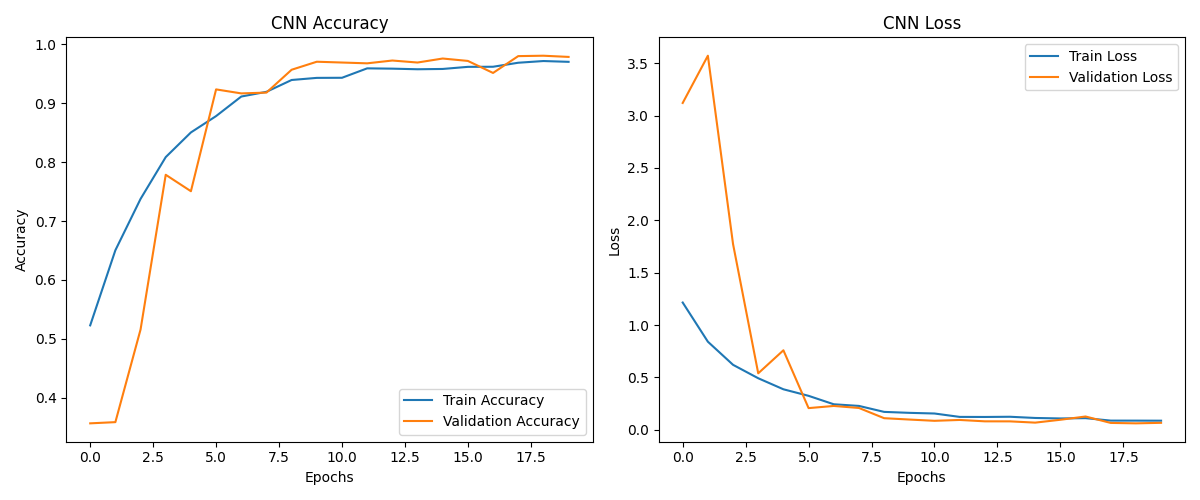 CNN Accuracy
1.0
0.9
0.8
0.7
0.6
0.5
0.4
Accuracy
Train Accuracy
Validation Accuracy
0.0 2.5 5.0 7.5 10.0 12.5 15.0 17.5
Epochs
CNN Loss
Train Loss
Validation Loss
3.5
3.0
2.5
2.0
1.5
1.0
0.5
0.0
Loss
0.0 2.5 5.0 7.5 10.0 12.5 15.0 17.5
Epochs